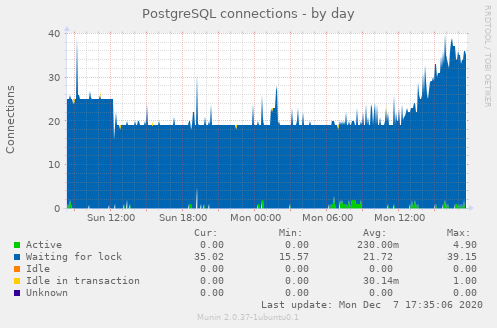 PostgreSQL connections - by day
RRDTOOL / TOBI OETIKER
Connections
40
30
20
10
0
Sun 12:00 Sun 18:00 Mon 00:00 Mon 06:00 Mon 12:00
Cur: Min: Avg: Max:
Active 0.00 0.00 230.00m 4.90
Waiting for lock 35.02 15.57 21.72 39.15
Idle 0.00 0.00 0.00 0.00
Idle in transaction 0.00 0.00 30.14m 1.00
Unknown 0.00 0.00 0.00 0.00
Last update: Mon Dec 7 17:35:06 2020
Munin 2.0.37-1ubuntu0.1